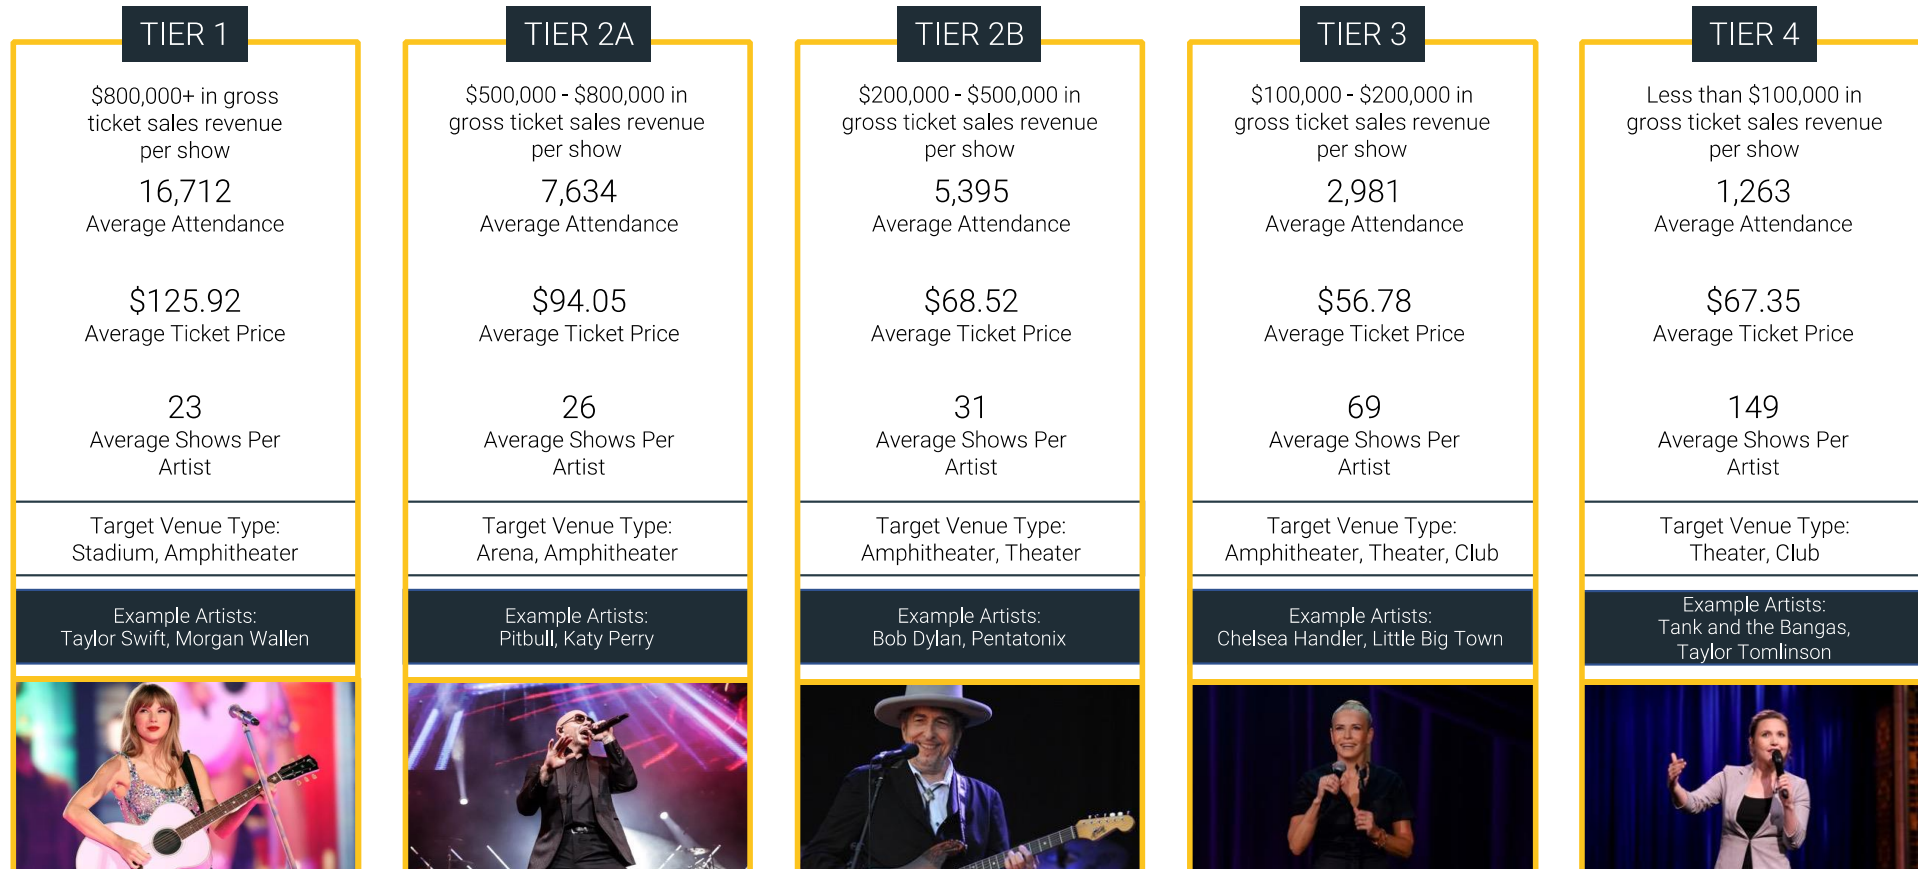 TIER 1
$800,000+ in gross
ticket sales revenue
per show
16,712
Average Attendance
$125.92
Average Ticket Price
23
Average Shows Per
Artist
Target Venue Type:
Stadium, Amphitheater
Example Artists:
Taylor Swift, Morgan Wallen
TIER 2A
$500,000 - $800,000 in
gross ticket sales revenue
per show
7,634
Average Attendance
$94.05
Average Ticket Price
26
Average Shows Per
Artist
Target Venue Type:
Arena, Amphitheater
Example Artists:
Pitbull, Katy Perry
TIER 2B
$200,000 - $500,000 in
gross ticket sales revenue
per show
5,395
Average Attendance
$68.52
Average Ticket Price
31
Average Shows Per
Artist
Target Venue Type:
Amphitheater, Theater
Example Artists:
Bob Dylan, Pentatonix
TIER 3
$100,000 - $200,000 in
gross ticket sales revenue
per show
2,981
Average Attendance
$56.78
Average Ticket Price
69
Average Shows Per
Artist
Target Venue Type:
Amphitheater, Theater, Club
Example Artists:
Chelsea Handler, Little Big Town
TIER 4
Less than $100,000 in
gross ticket sales revenue
per show
1,263
Average Attendance
$67.35
Average Ticket Price
149
Average Shows Per
Artist
Target Venue Type:
Theater, Club
Example Artists:
Tank and the Bangas,
Taylor Tomlinson